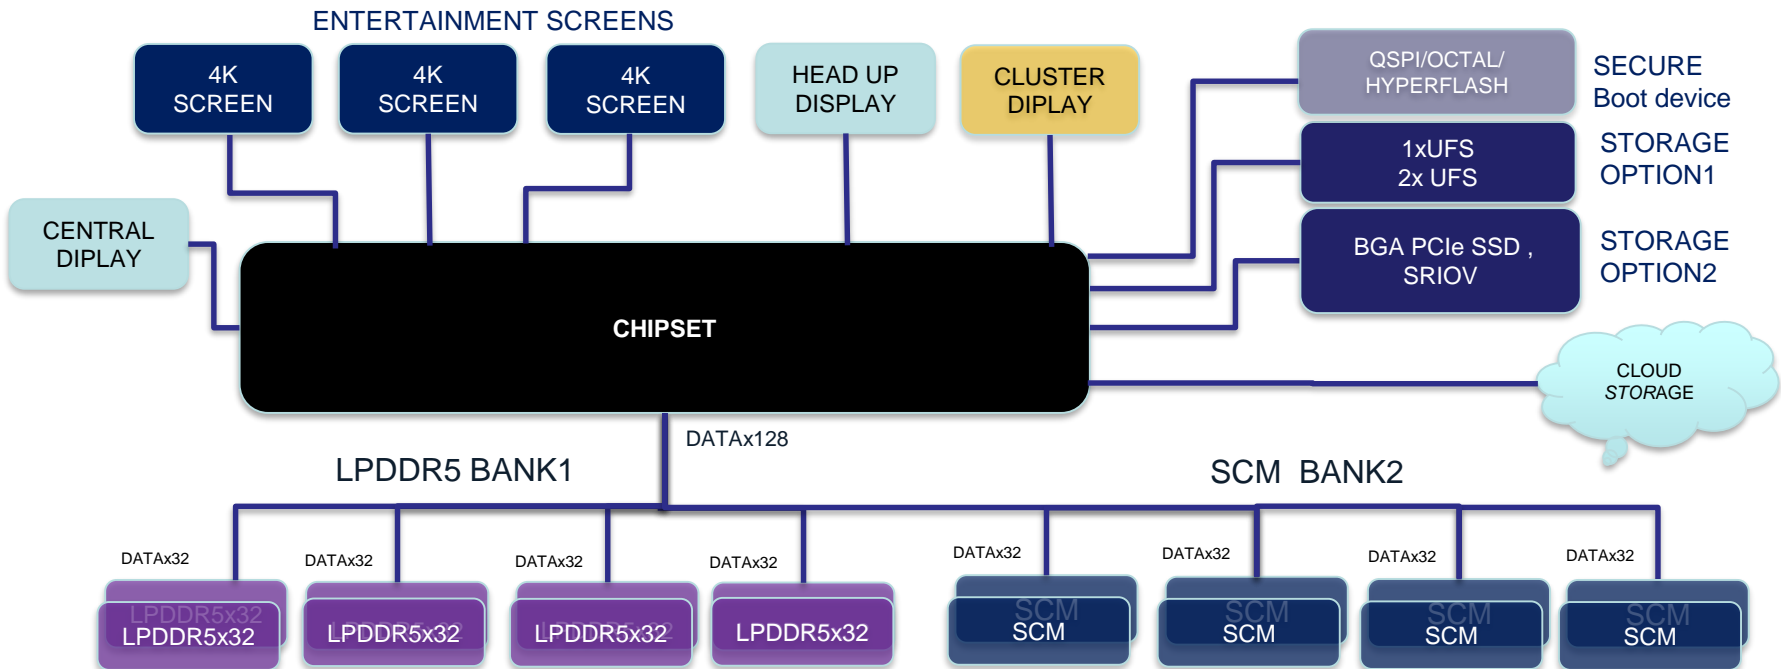 ENTERTAINMENT SCREENS
4K
SCREEN
4K
SCREEN
4K
SCREEN
HEAD UP
DISPLAY
CLUSTER
DIPLAY
QSPI/OCTAL/
HYPERFLASH
SECURE
Boot device
1xUFS
2x UFS
STORAGE
OPTION1
CENTRAL
DIPLAY
BGA PCIe SSD ,
SRIOV
STORAGE
OPTION2
CHIPSET
CLOUD
STORAGE
DATAx128
LPDDR5 BANK1
SCM BANK2
DATAx32
DATAx32
DATAx32
DATAx32
DATAx32
DATAx32
DATAx32
DATAx32
LPDDR5x32
LPDDR5x32
LPDDR5x32
LPDDR5x32
LPDDR5x32
LPDDR5x32
LPDDR5x32
SCM
SCM
SCM
SCM
SCM
SCM
SCM
SCM